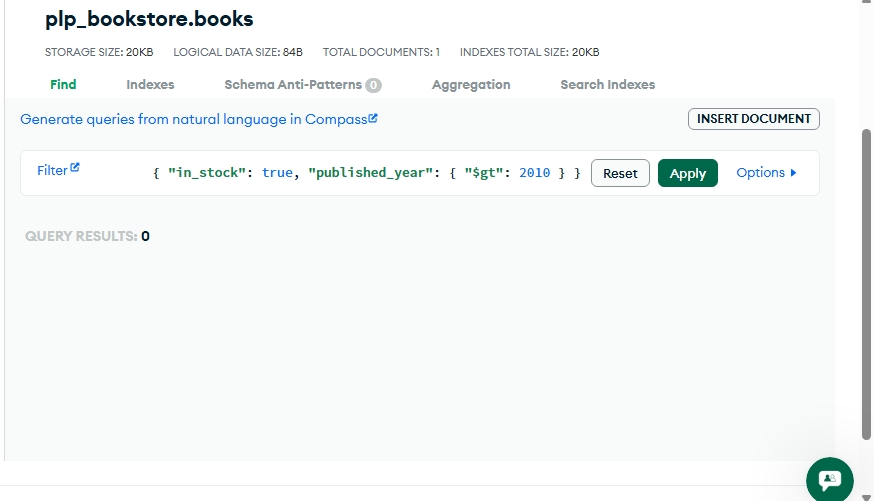 plp_bookstore.books
STORAGE SIZE: 20KB LOGICAL DATA SIZE: 84B TOTAL DOCUMENTS: 1 INDEXES TOTAL SIZE: 20KB
Find Indexes Schema Anti-Patterns 0 Aggregation Search Indexes
Generate queries from natural language in Compass INSERT DOCUMENT
Filter { "in_stock": true, "published_year": { "$gt": 2010 } } Reset Apply Options
QUERY RESULTS: 0